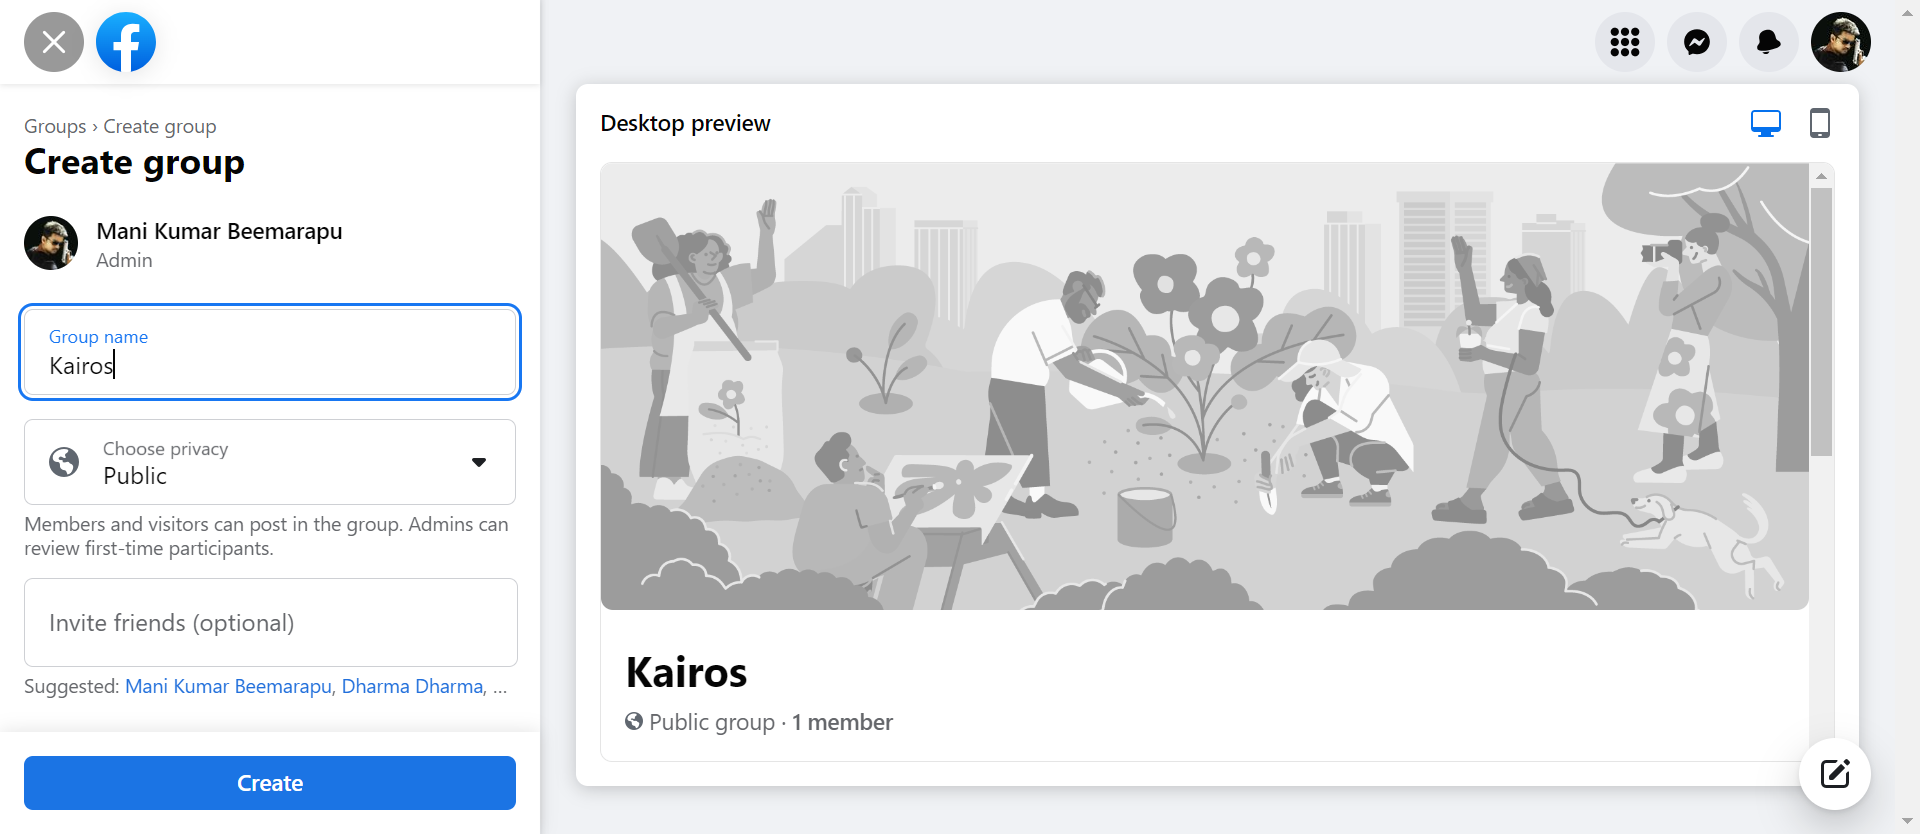 Groups › Create group
Create group
Mani Kumar Beemarapu
Admin
Group name
Kairos
Choose privacy
Public
Members and visitors can post in the group. Admins can
review first-time participants.
Invite friends (optional)
Suggested: Mani Kumar Beemarapu, Dharma Dharma, ...
Create
Desktop preview
Kairos
Public group · 1 member